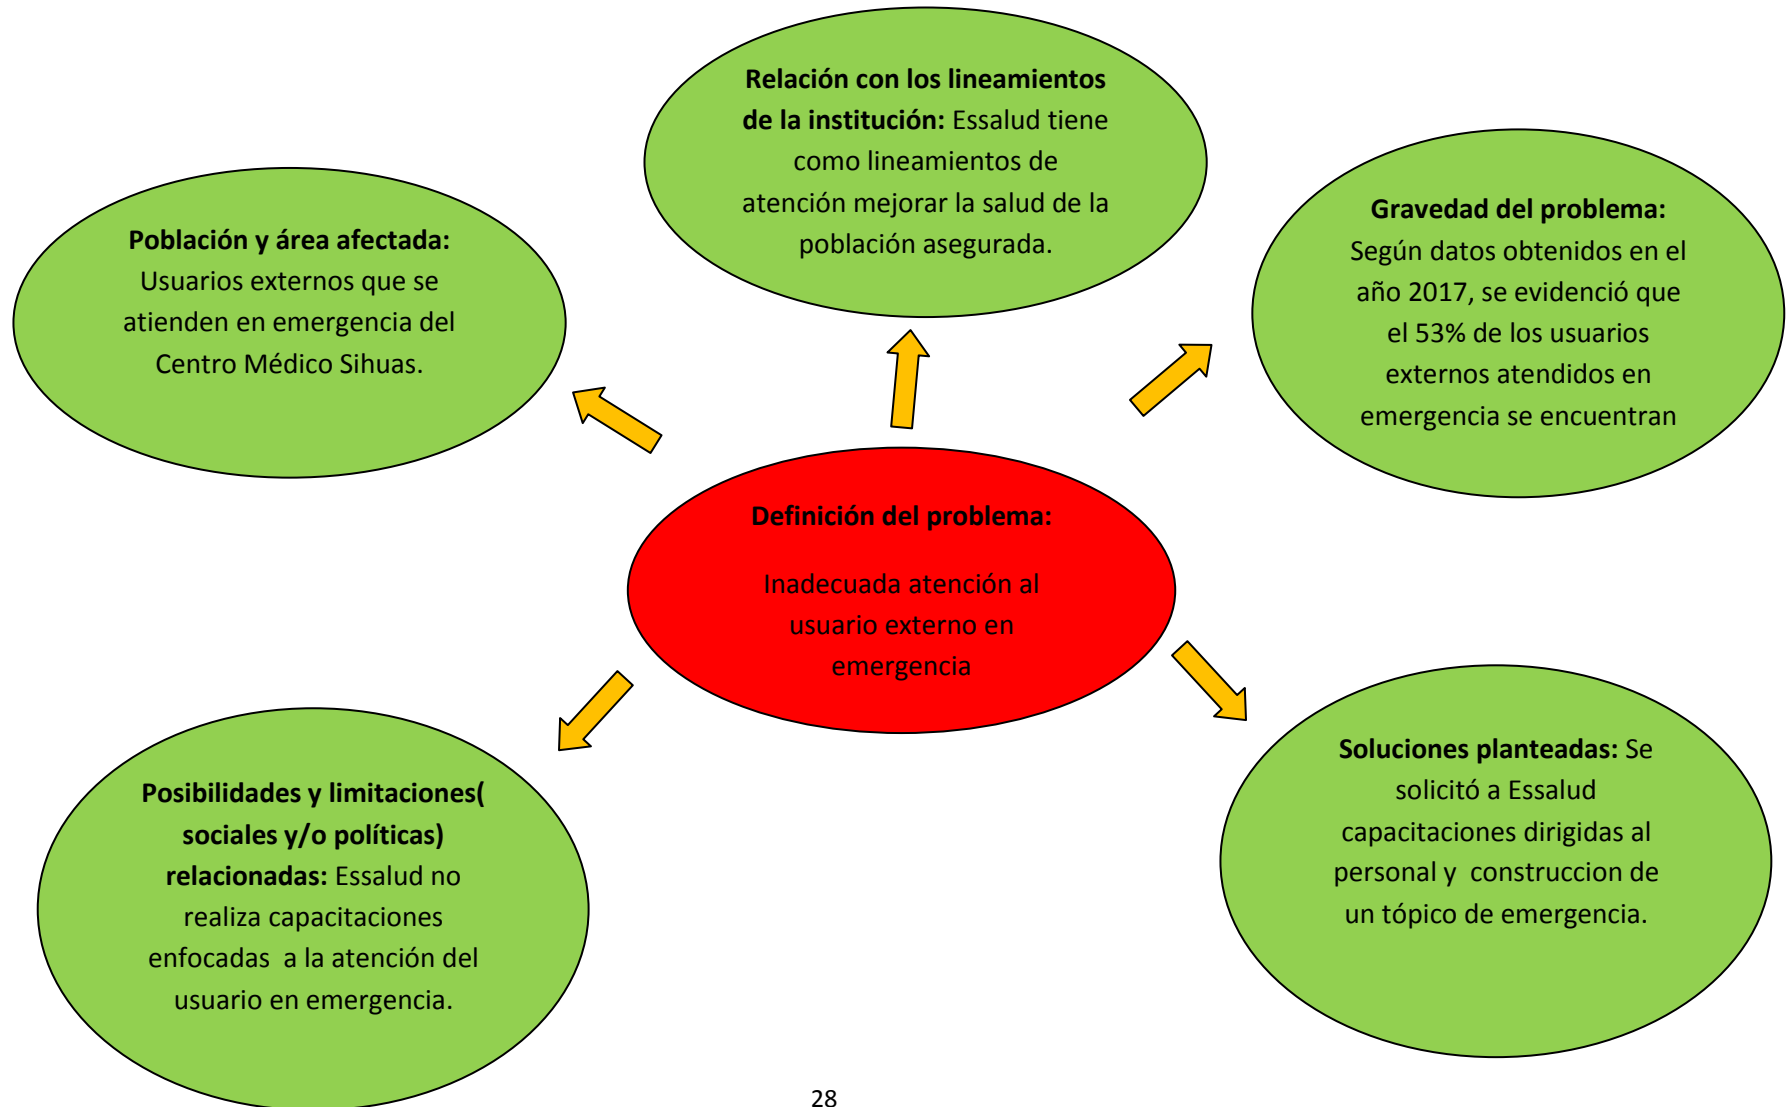 Relación con los lineamientos
de la institución: Essalud tiene
como lineamientos de
atención mejorar la salud de la
población asegurada.
Población y área afectada:
Usuarios externos que se
atienden en emergencia del
Centro Médico Sihuas.
Gravedad del problema:
Según datos obtenidos en el
año 2017, se evidenció que
el 53% de los usuarios
externos atendidos en
emergencia se encuentran
Definición del problema:
Inadecuada atención al
usuario externo en
emergencia
Posibilidades y limitaciones(
sociales y/o políticas)
relacionadas: Essalud no
realiza capacitaciones
enfocadas  a la atención del
usuario en emergencia.
Soluciones planteadas: Se
solicitó a Essalud
capacitaciones dirigidas al
personal y  construccion de
un tópico de emergencia.
28